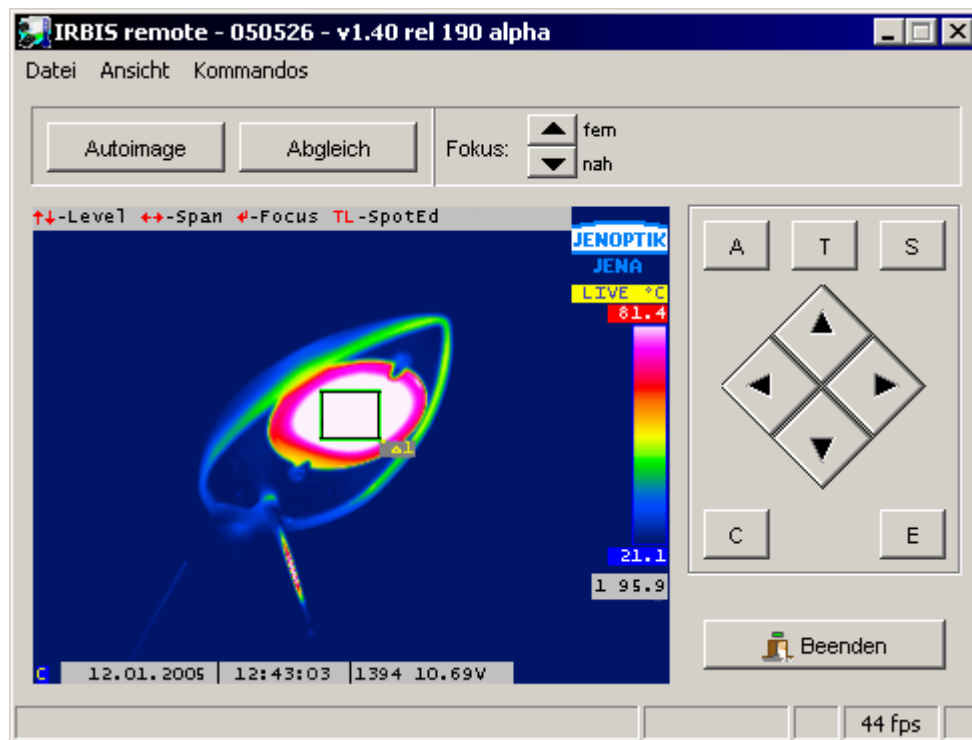 IRBIS remote - 050526 - v1.40 rel 190 alpha
Datei Ansicht Kommandos
Autoimage Abgleich Fokus: fern
nah
↑↓-Level ↔-Span ↲-Focus TL-SpotEd
JENOPTIK
JENA
LIVE °C
81.4
A T S
Δ1
C E
21.1
1 95.9
Beenden
C 12.01.2005 12:43:03 1394 10.69V
44 fps